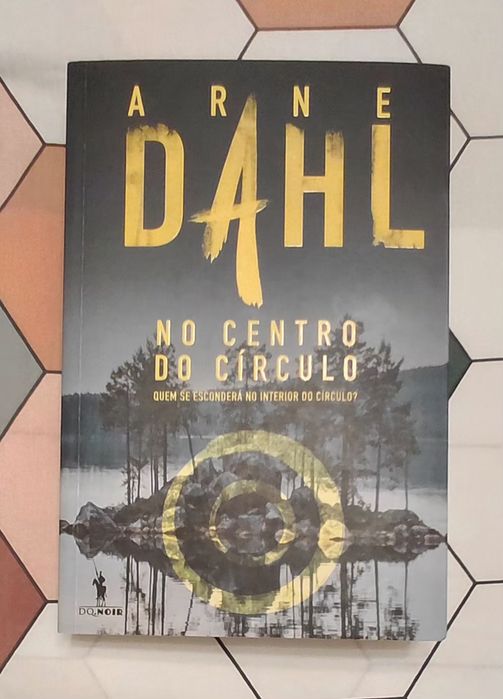 ARNE
DAHL
NO CENTRO
DO CÍRCULO
QUEM SE ESCONDERÁ NO INTERIOR DO CÍRCULO?
DQ.NOIR